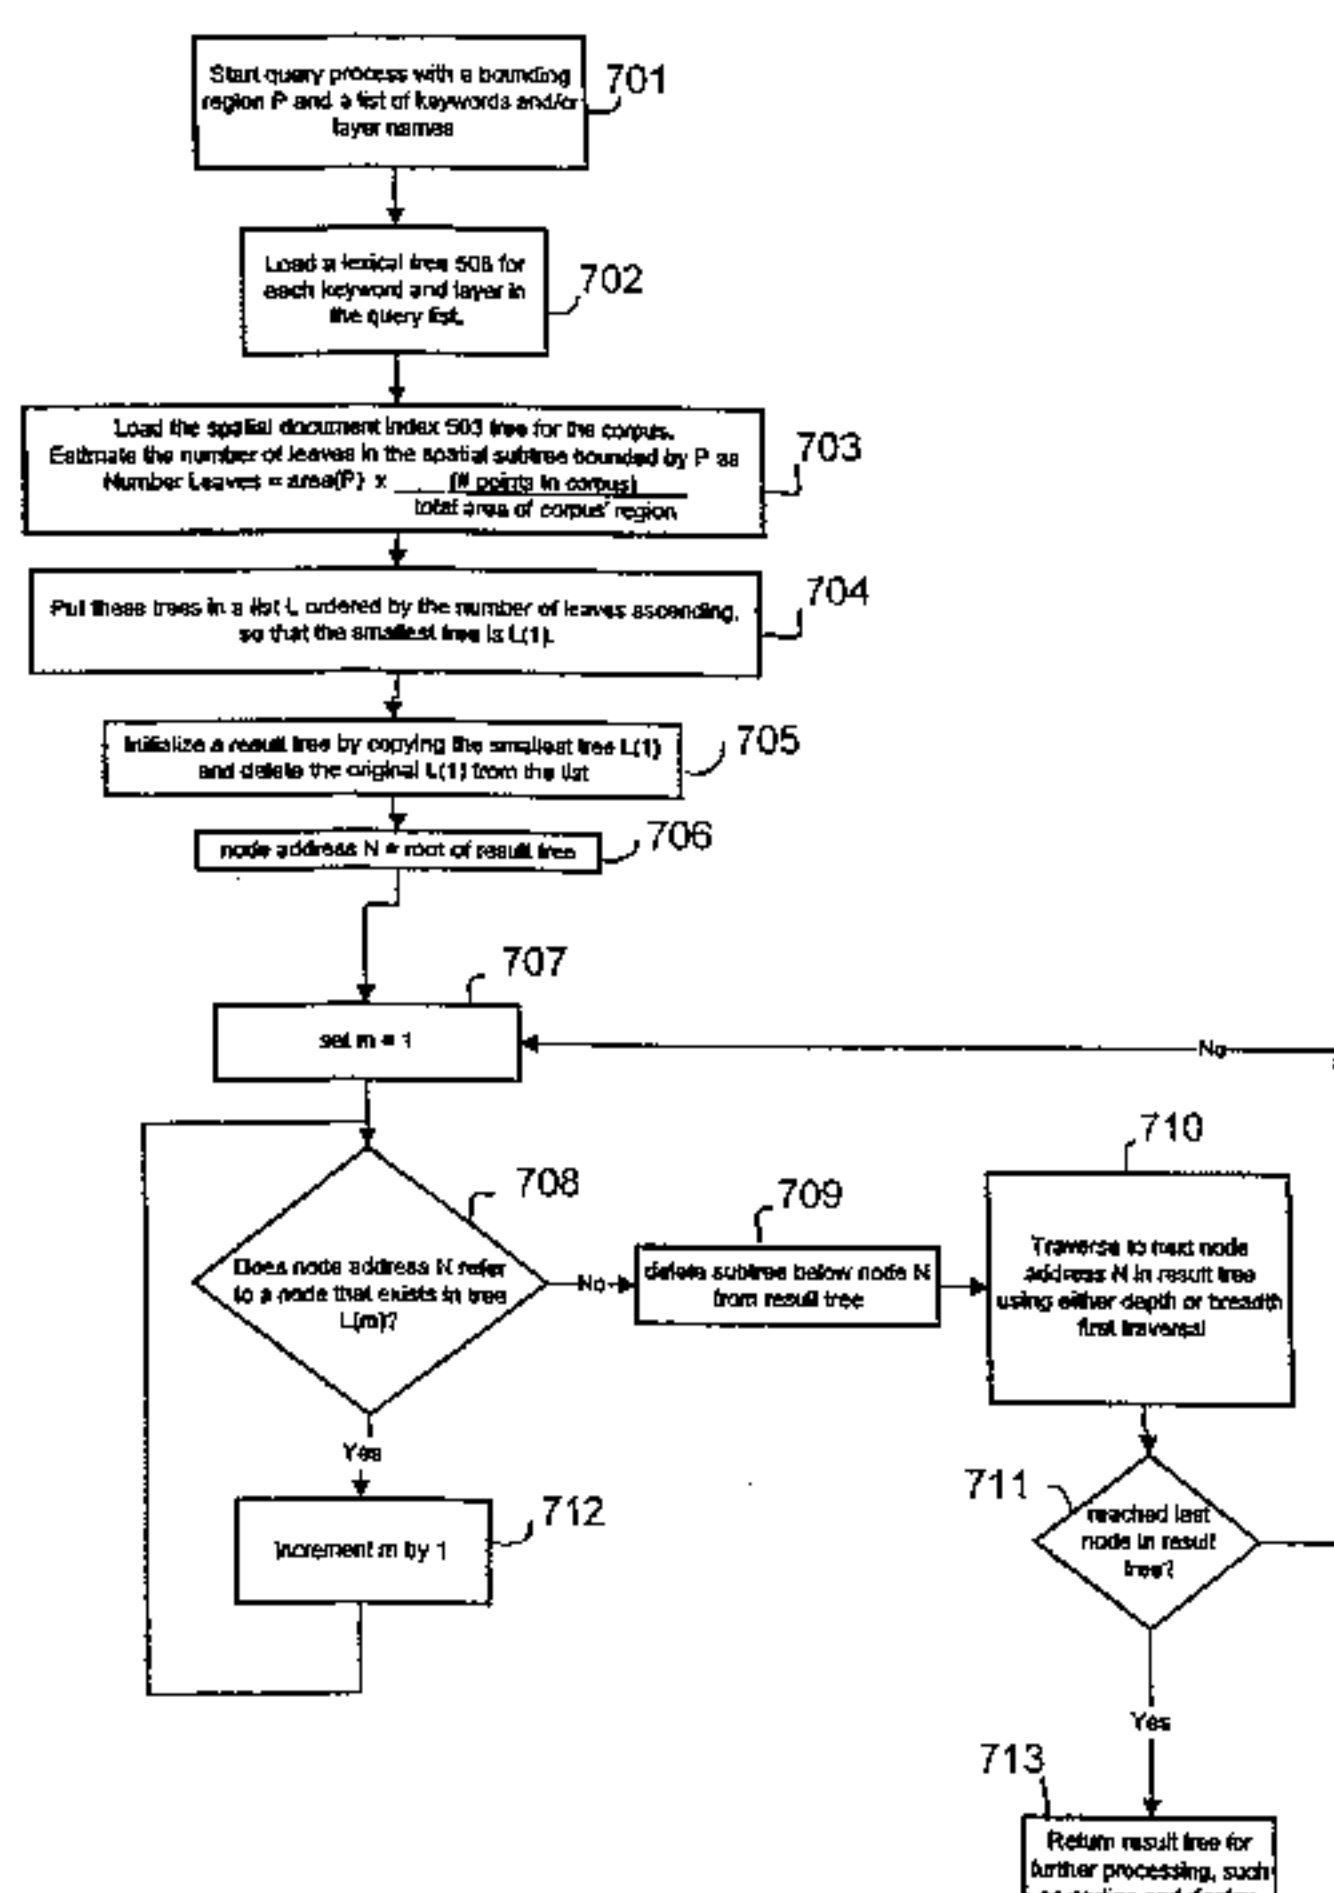 Start query process with a bounding
region P and a list of keywords and/or
layer names
701
Load a lexical tree 508 for
each keyword and layer in
the query list.
702
Load the spatial document index 503 tree for the corpus.
Estimate the number of leaves in the spatial subtree bounded by P as
Number Leaves = area(P) x (# points in corpus)
total area of corpus' region
703
Put these trees in a list L ordered by the number of leaves ascending,
so that the smallest tree is L(1).
704
Initialize a result tree by copying the smallest tree L(1)
and delete the original L(1) from the list
705
node address N = root of result tree
706
707
set m = 1
No
708
Does node address N refer
to a node that exists in tree
L(m)?
No
709
delete subtree below node N
from result tree
710
Traverse to next node
address N in result tree
using either depth or breadth
first traversal
Yes
712
increment m by 1
711
reached last
node in result
tree?
Yes
713
Return result tree for
further processing, such